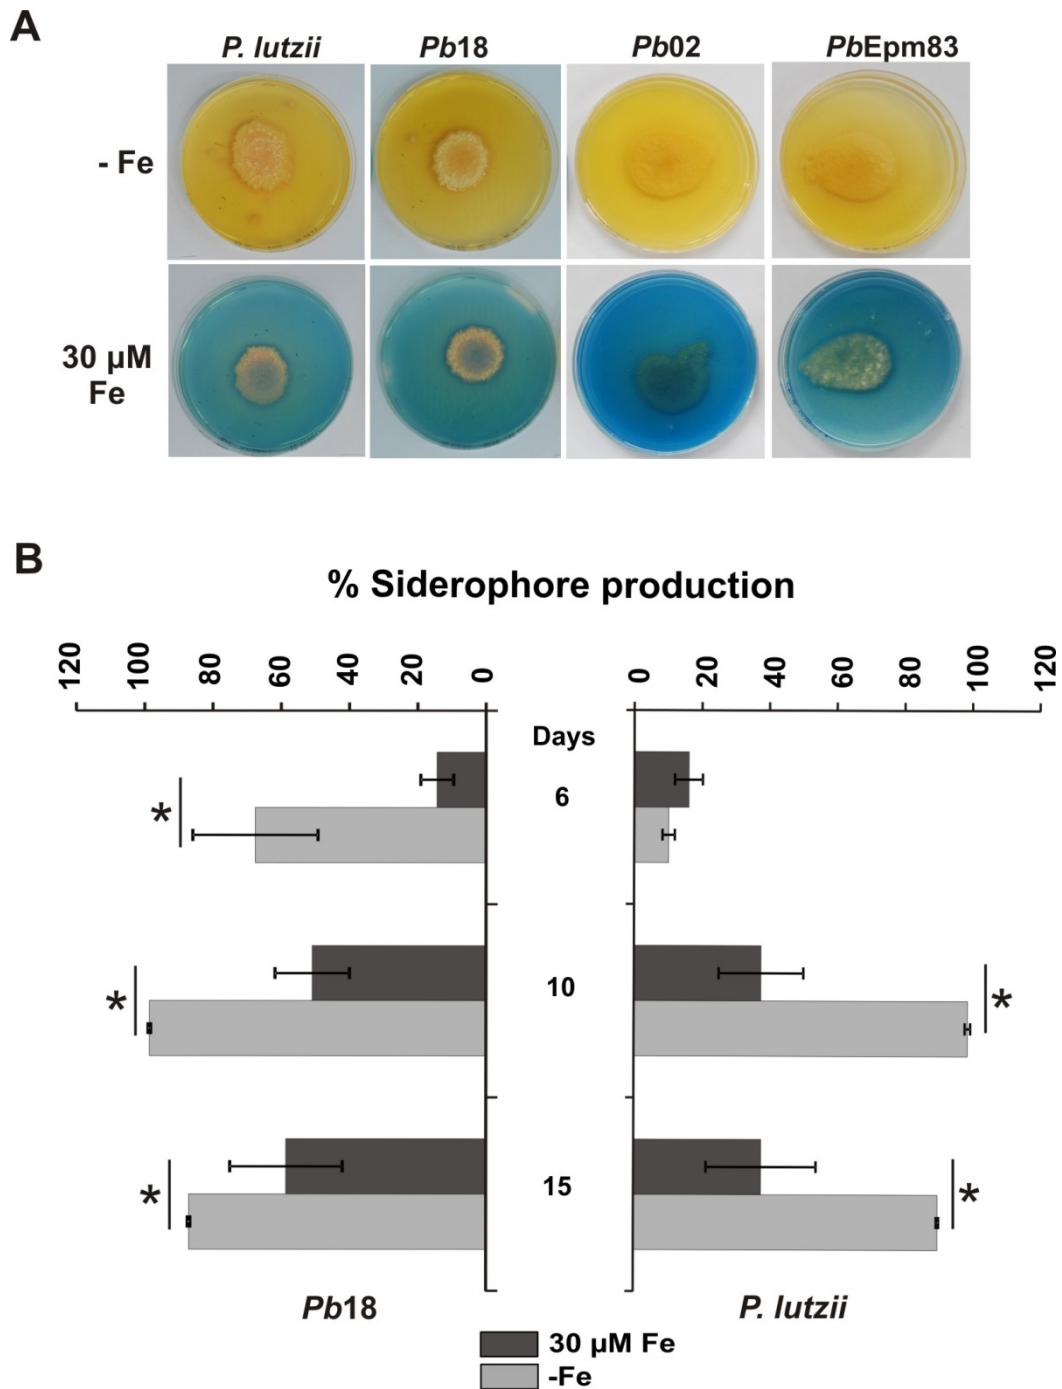 A
P. lutzii Pb18 Pb02 PbEpm83
- Fe
30 µM
Fe
B
% Siderophore production
120 100 80 60 40 20 0 0 20 40 60 80 100 120
Days
6
*
10
* *
15
* *
Pb18 P. lutzii
30 µM Fe
-Fe